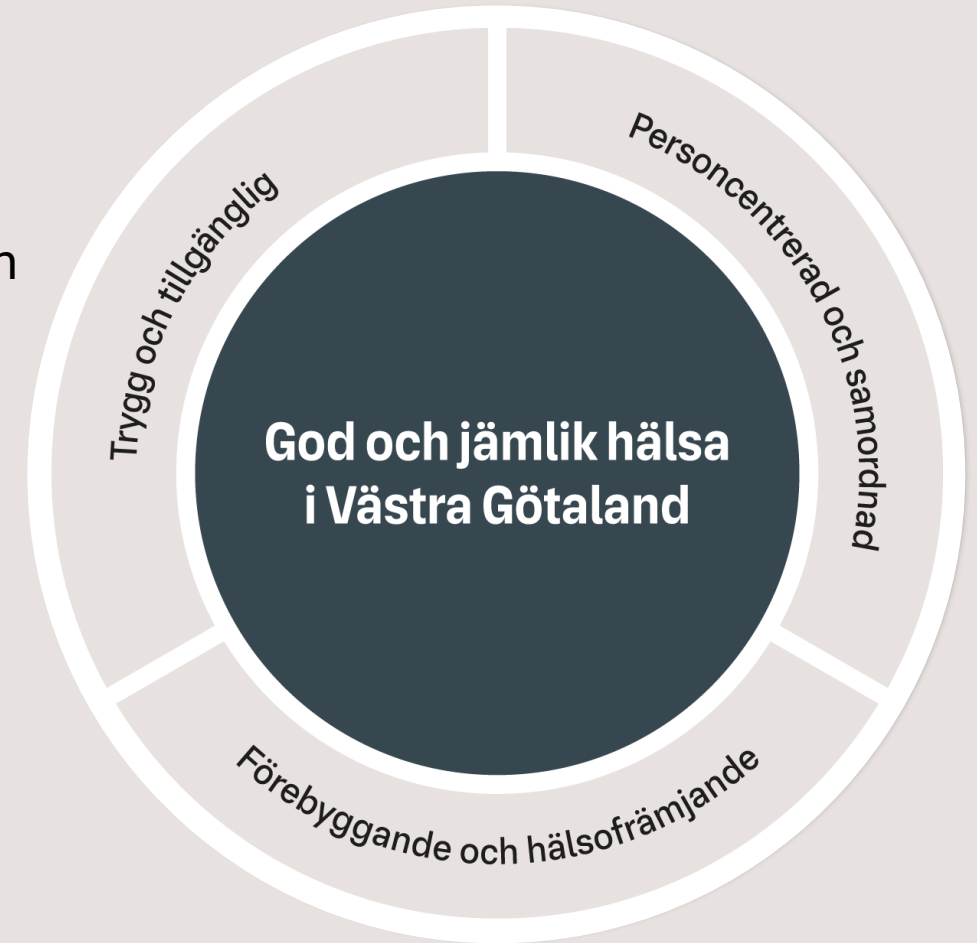 n
Trygg och tillgänglig
Personcentrerad och samordnad
God och jämlik hälsa
i Västra Götaland
Förebyggande och hälsofrämjande